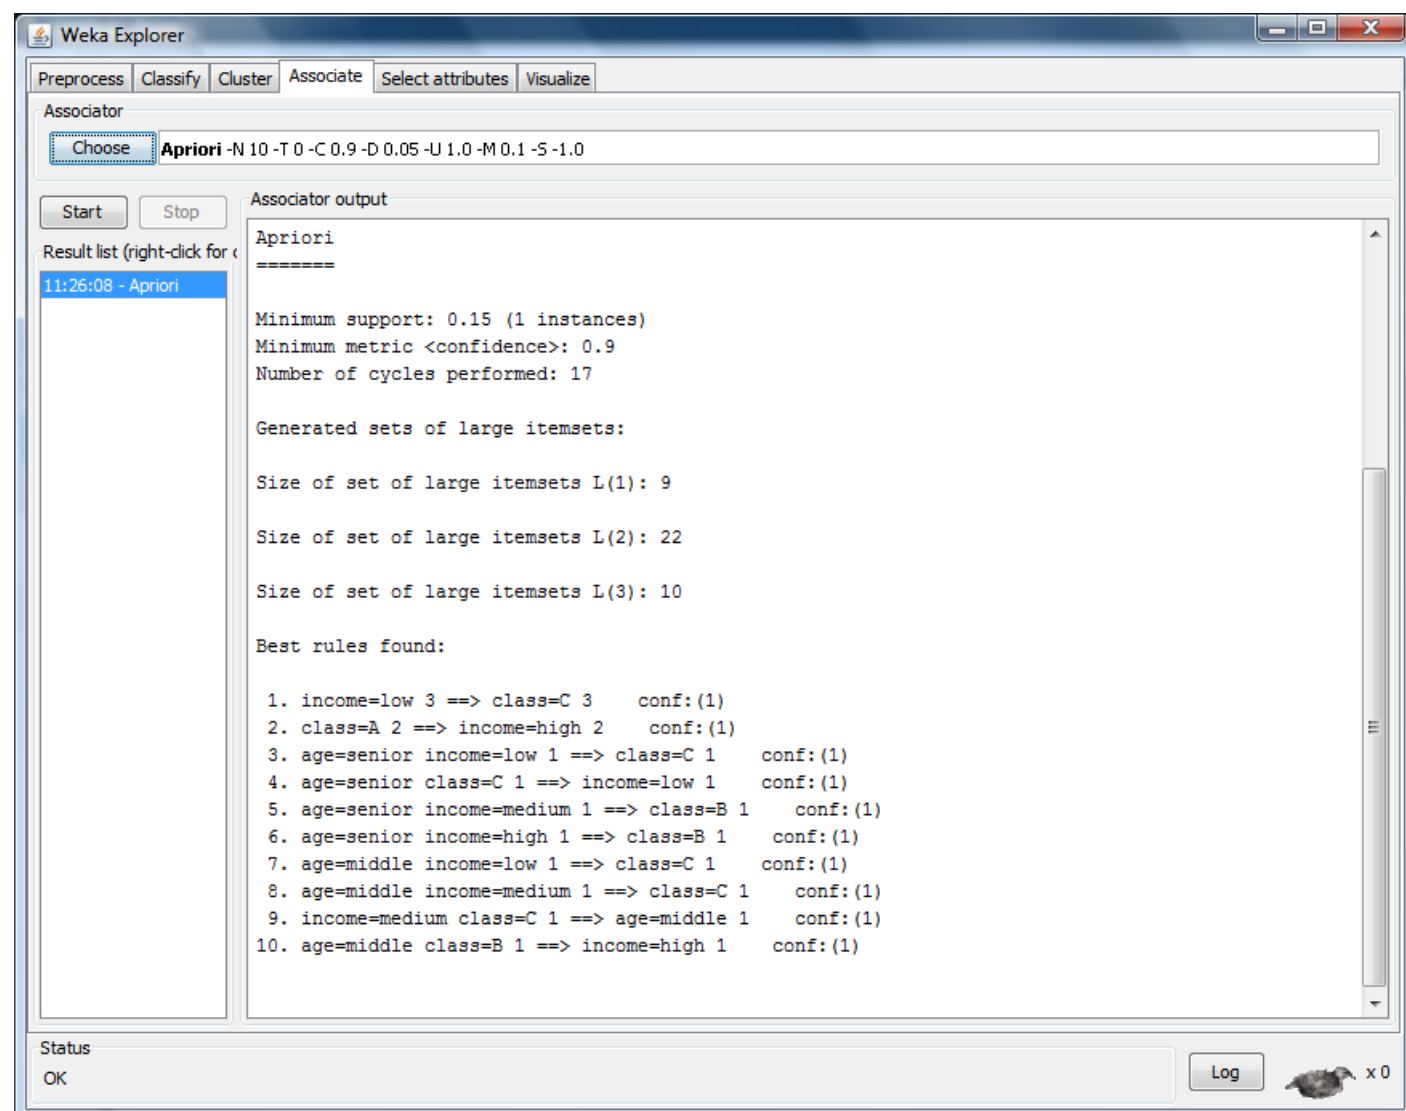 Weka Explorer
Preprocess Classify Cluster Associate Select attributes Visualize
Associator
Choose Apriori -N 10 -T 0 -C 0.9 -D 0.05 -U 1.0 -M 0.1 -S -1.0
Start Stop
Result list (right-click for
11:26:08 - Apriori
Associator output
Apriori
=======
Minimum support: 0.15 (1 instances)
Minimum metric <confidence>: 0.9
Number of cycles performed: 17
Generated sets of large itemsets:
Size of set of large itemsets L(1): 9
Size of set of large itemsets L(2): 22
Size of set of large itemsets L(3): 10
Best rules found:
1. income=low 3 ==> class=C 3 conf:(1)
2. class=A 2 ==> income=high 2 conf:(1)
3. age=senior income=low 1 ==> class=C 1 conf:(1)
4. age=senior class=C 1 ==> income=low 1 conf:(1)
5. age=senior income=medium 1 ==> class=B 1 conf:(1)
6. age=senior income=high 1 ==> class=B 1 conf:(1)
7. age=middle income=low 1 ==> class=C 1 conf:(1)
8. age=middle income=medium 1 ==> class=C 1 conf:(1)
9. income=medium class=C 1 ==> age=middle 1 conf:(1)
10. age=middle class=B 1 ==> income=high 1 conf:(1)
Status
OK
Log x 0